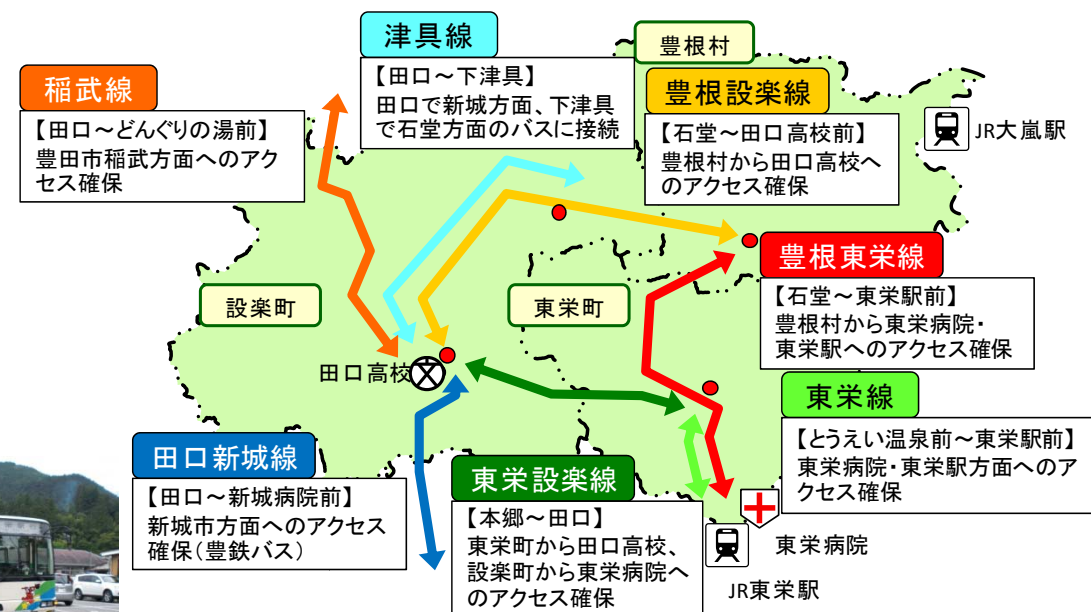 津具線
【田口～下津具】
田口で新城方面、下津具
で石堂方面のバスに接続
豊根村
稲武線
【田口～どんぐりの湯前】
豊田市稲武方面へのアク
セス確保
豊根設楽線
【石堂～田口高校前】
豊根村から田口高校へ
のアクセス確保
JR大嵐駅
豊根東栄線
【石堂～東栄駅前】
豊根村から東栄病院・
東栄駅へのアクセス確保
設楽町
東栄町
田口高校
東栄線
【とうえい温泉前～東栄駅前】
東栄病院・東栄駅方面へのア
クセス確保
田口新城線
【田口～新城病院前】
新城市方面へのアクセス
確保（豊鉄バス）
東栄設楽線
【本郷～田口】
東栄町から田口高校、
設楽町から東栄病院へ
のアクセス確保
東栄病院
JR東栄駅